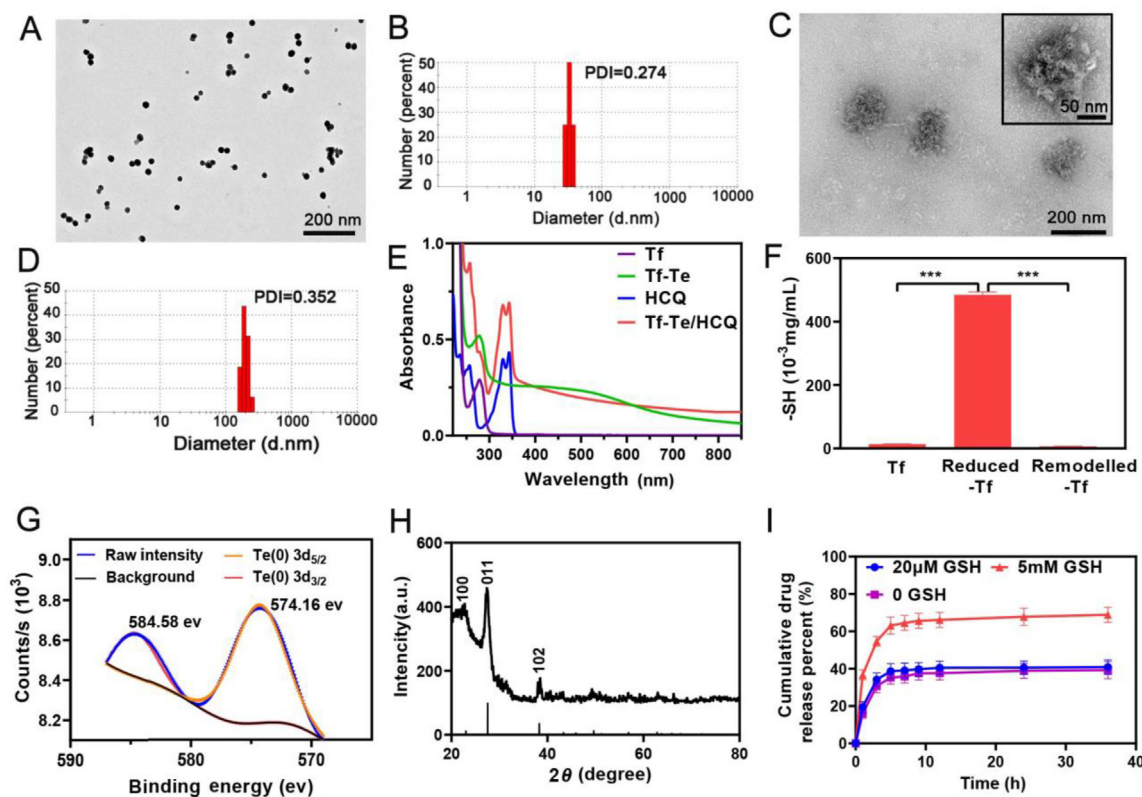 A
200 nm
B
PDI=0.274
50
40
30
20
10
0
Number (percent)
1
10
100
1000
10000
Diameter (d.nm)
C
50 nm
200 nm
D
PDI=0.352
50
40
30
20
10
0
Number (percent)
1
10
100
1000
10000
Diameter (d.nm)
E
Tf
Tf-Te
HCQ
Tf-Te/HCQ
1.0
0.5
0.0
Absorbance
300 400 500 600 700 800
Wavelength (nm)
F
600
400
200
0
-SH (10⁻³mg/mL)
***
***
Tf
Reduced
-Tf
Remodelled
-Tf
G
Raw intensity
Background
Te(0) 3d5/2
Te(0) 3d3/2
584.58 ev
574.16 ev
9.0
8.8
8.6
8.4
8.2
Counts/s (10³)
590 585 580 575 570
Binding energy (ev)
H
600
400
200
0
Intencity(a.u.)
100
011
102
20 40 60 80
2θ (degree)
I
20μM GSH
5mM GSH
0 GSH
100
80
60
40
20
0
Cumulative drug
release percent (%)
0 10 20 30 40
Time (h)